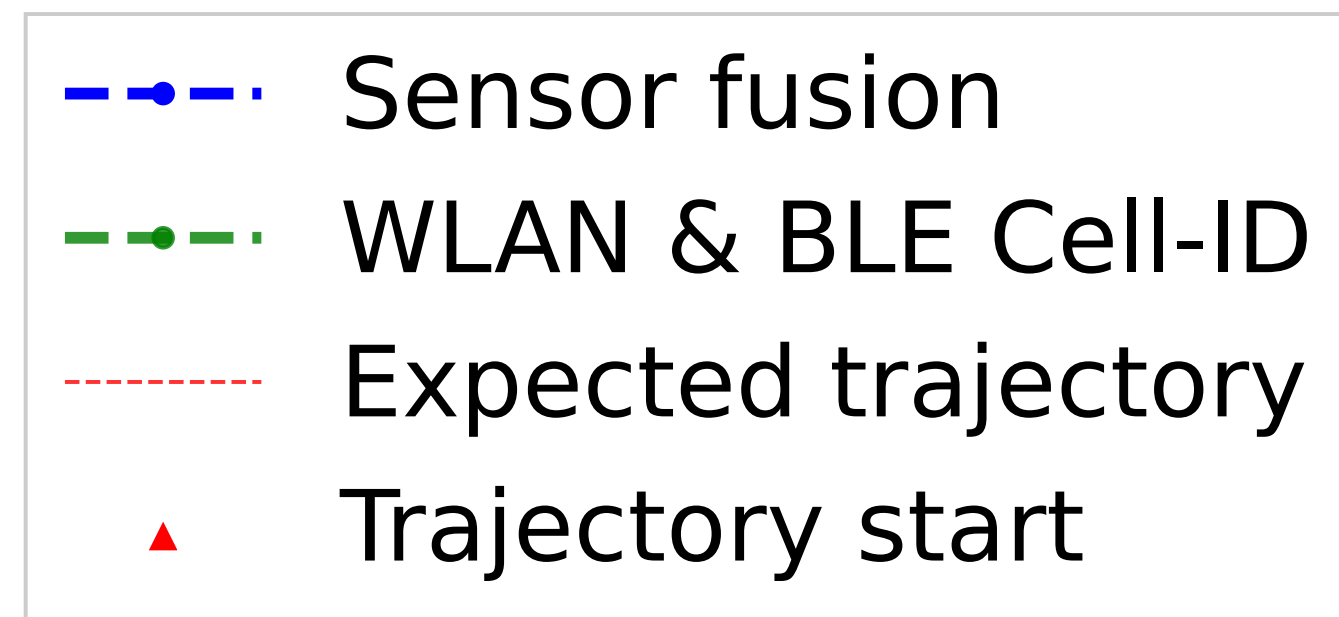 Sensor fusion
WLAN & BLE Cell-ID
Expected trajectory
Trajectory start